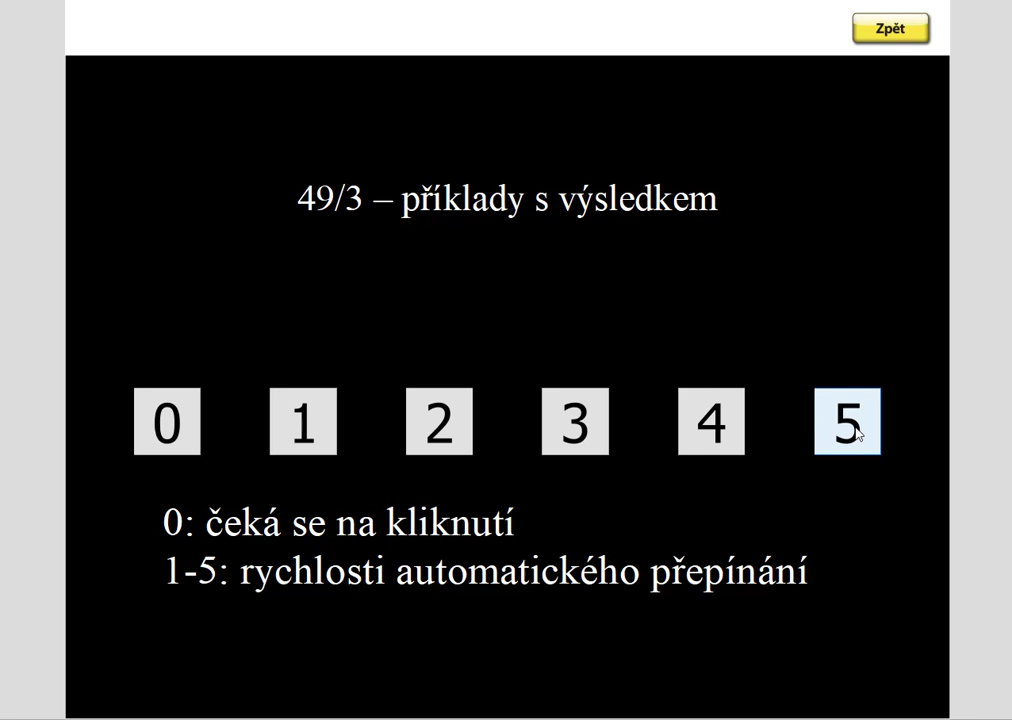 Zpět
49/3 – příklady s výsledkem
0 1 2 3 4 5
0: čeká se na kliknutí
1-5: rychlosti automatického přepínání